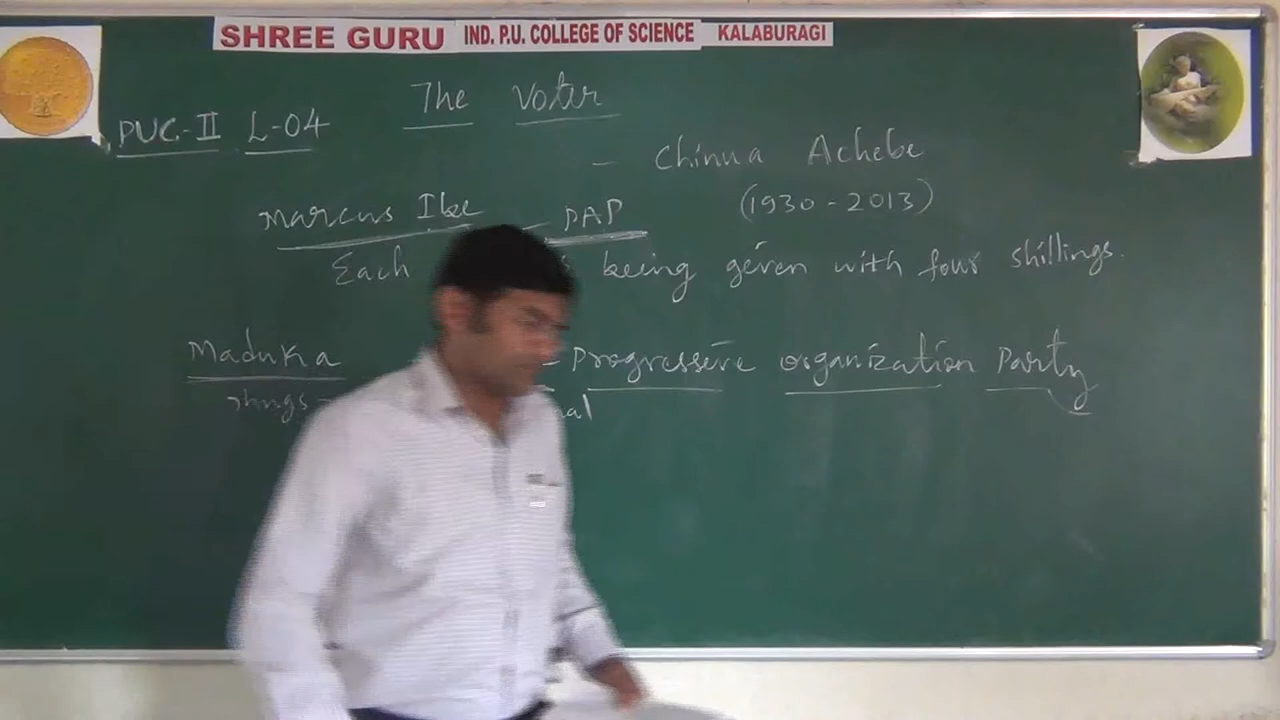 SHREE GURU IND. P.U. COLLEGE OF SCIENCE KALABURAGI
The Voter
PUC-II L-04
- Chinua Achebe
(1930-2013)
Marcus Ibe - PAP
Each being given with four shillings.
Maduka - Progressive organization Party